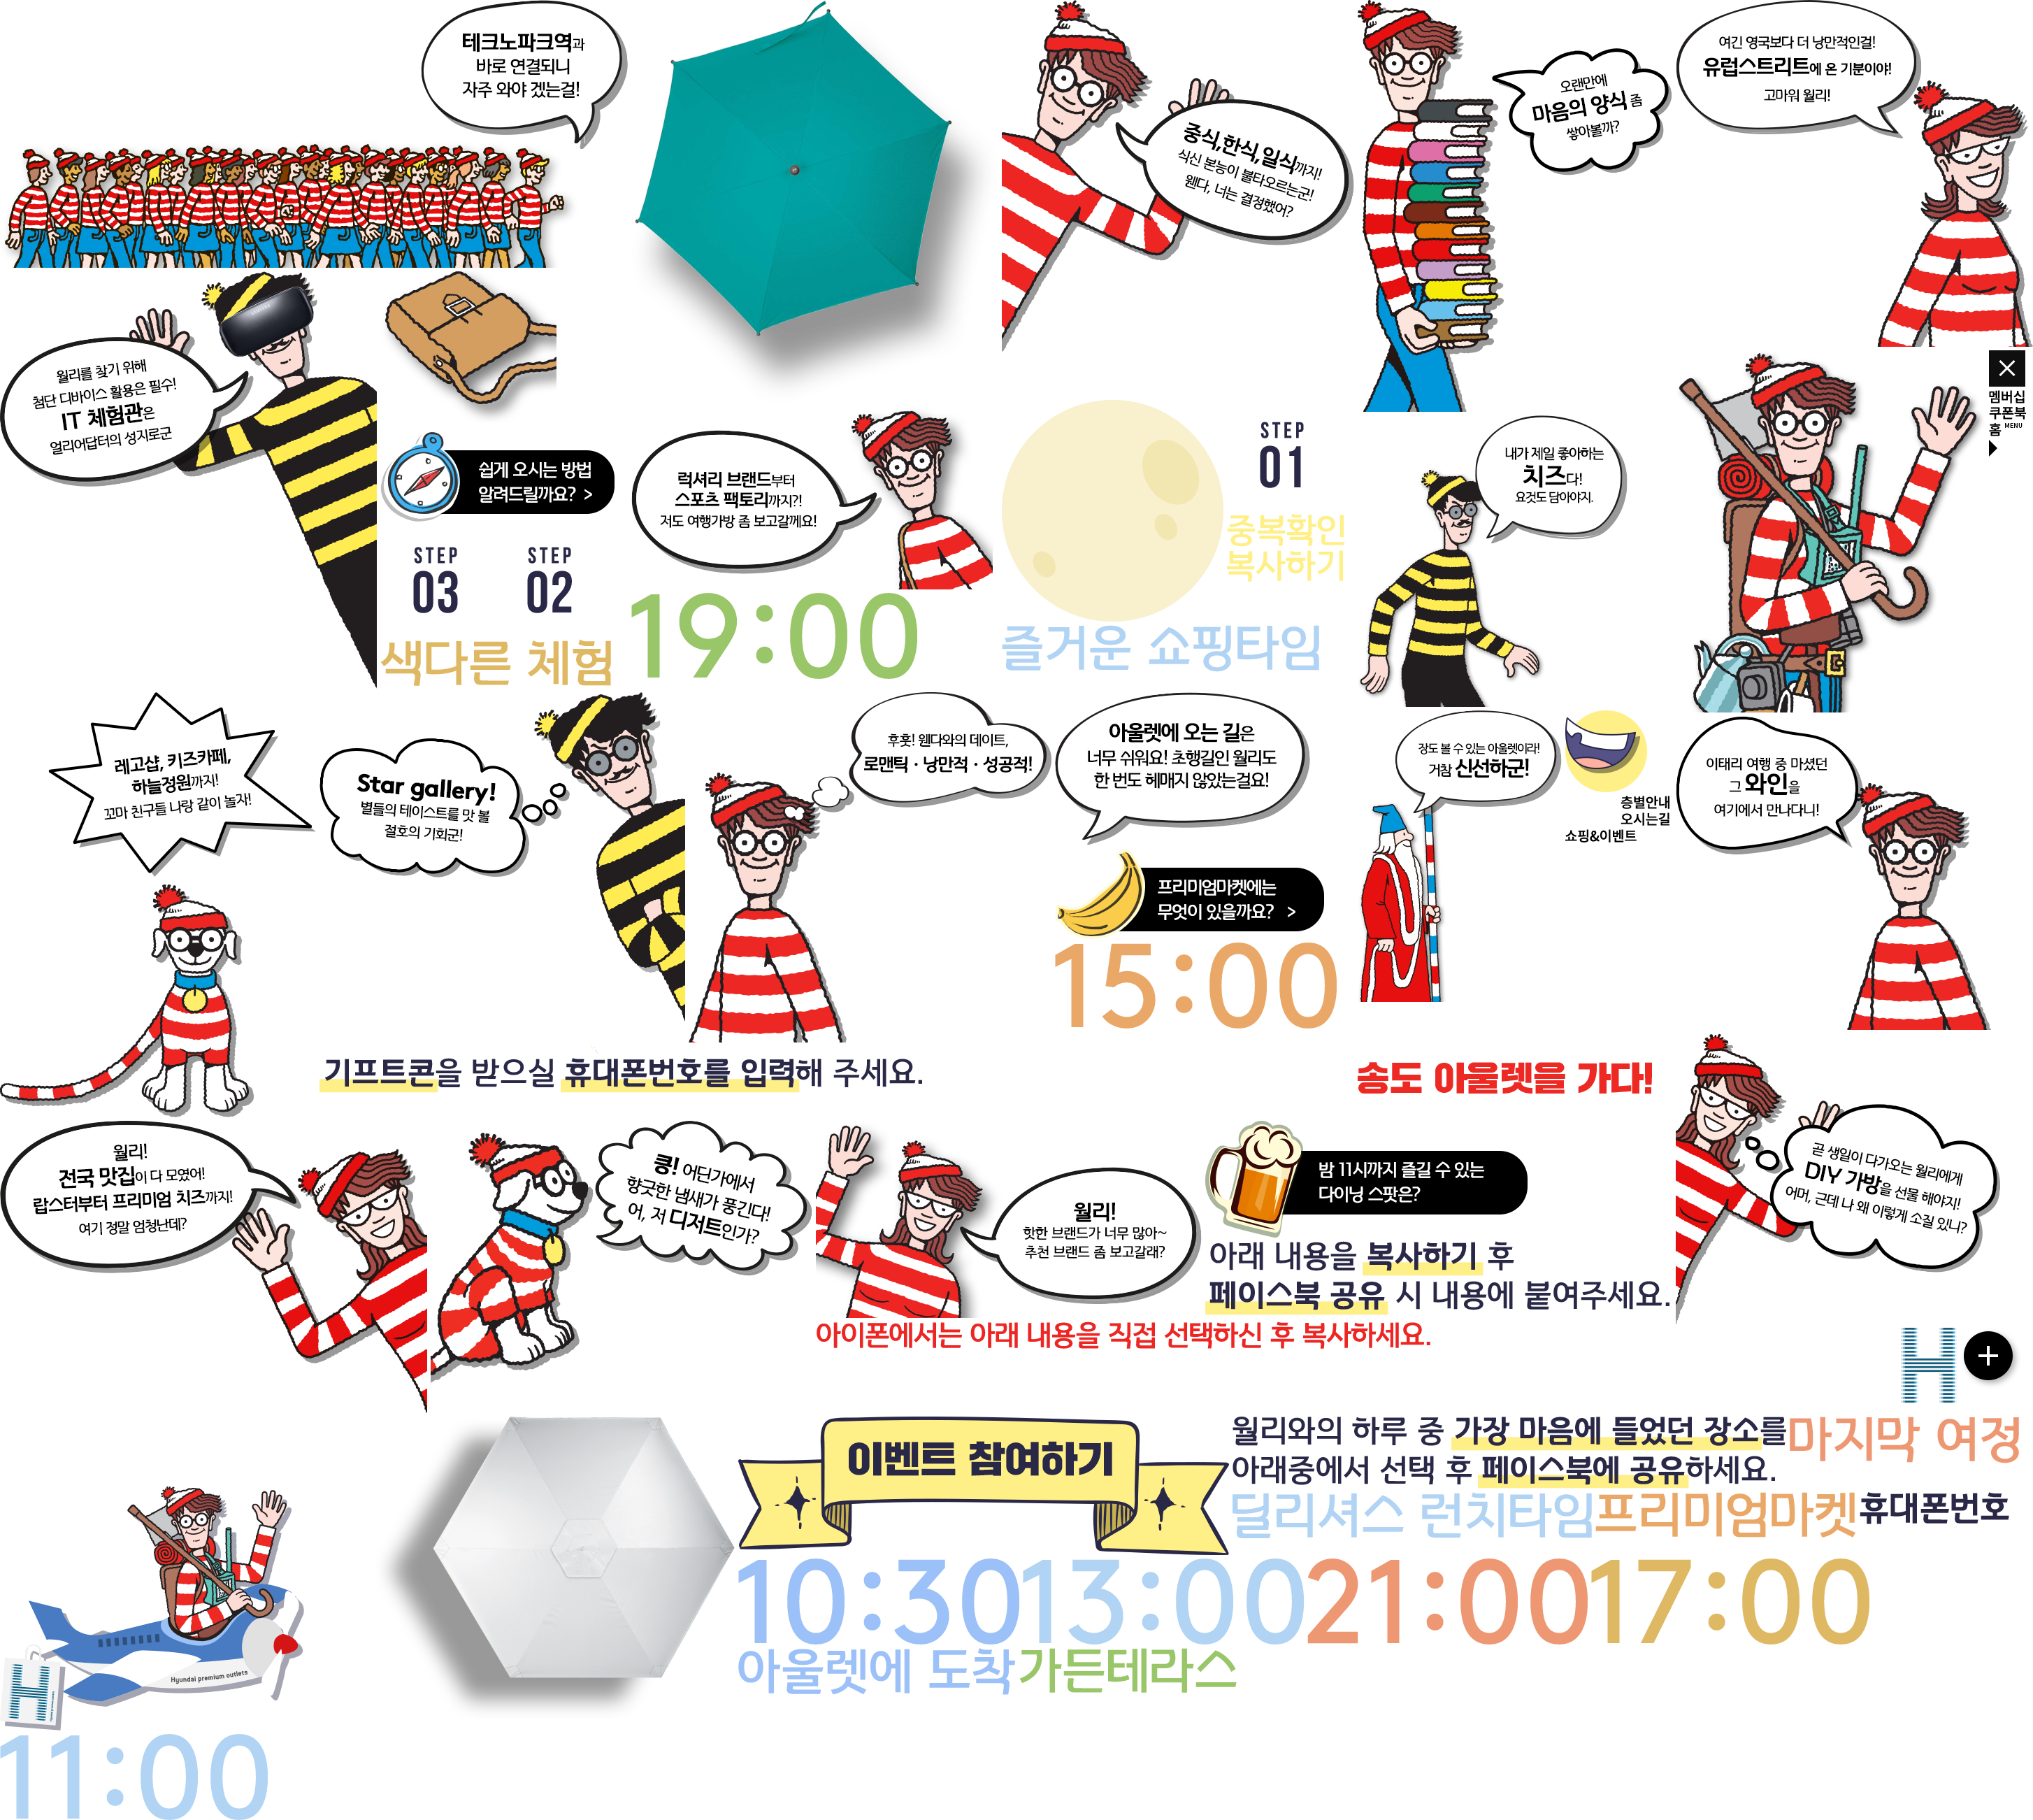 테크노파크역과
바로 연결되니
자주 와야 겠는걸!
중식,한식,일식까지!
식신 본능이 불타오르는군!
웬다, 너는 결정했어?
오랜만에
마음의 양식 좀
쌓아볼까?
여긴 영국보다 더 낭만적인걸!
유럽스트리트에 온 기분이야!
고마워 월리!
월리를 찾기 위해
첨단 디바이스 활용은 필수!
IT 체험관은
얼리어답터의 성지로군
쉽게 오시는 방법
알려드릴까요? >
럭셔리 브랜드부터
스포츠 팩토리까지?!
저도 여행가방 좀 보고갈게요!
STEP
01
중복확인
복사하기
내가 제일 좋아하는
치즈다!
요것도 담아야지.
멤버십
쿠폰북
홈 MENU
STEP
03
STEP
02
색다른 체험
19:00
즐거운 쇼핑타임
레고샵, 키즈카페,
하늘정원까지!
꼬마 친구들 나랑 같이 놀자!
Star gallery!
별들의 테이스트를 맛 볼
절호의 기회군!
후훗! 웬다와의 데이트,
로맨틱 · 낭만적 · 성공적!
아울렛에 오는 길은
너무 쉬워요! 초행길인 월리도
한 번도 헤매지 않았는걸요!
장도 볼 수 있는 아울렛이라!
거참 신선하군!
층별안내
오시는길
쇼핑&이벤트
이태리 여행 중 마셨던
그 와인을
여기에서 만나다니!
프리미엄마켓에는
무엇이 있을까요? >
15:00
기프트콘을 받으실 휴대폰번호를 입력해 주세요.
송도 아울렛을 가다!
월리!
전국 맛집이 다 모였어!
랍스터부터 프리미엄 치즈까지!
여기 정말 엄청난데?
킁! 어딘가에서
향긋한 냄새가 풍긴다!
어, 저 디저트인가?
월리!
핫한 브랜드가 너무 많아~
추천 브랜드 좀 보고갈래?
밤 11시까지 즐길 수 있는
다이닝 스팟은?
곧 생일이 다가오는 월리에게
DIY 가방을 선물 해야지!
어머, 근데 나 왜 이렇게 소질 있니?
아래 내용을 복사하기 후
페이스북 공유 시 내용에 붙여주세요.
아이폰에서는 아래 내용을 직접 선택하신 후 복사하세요.
H
이벤트 참여하기
월리와의 하루 중 가장 마음에 들었던 장소를
아래중에서 선택 후 페이스북에 공유하세요.
마지막 여정
딜리셔스 런치타임
프리미엄마켓
휴대폰번호
10:30
13:00
21:00
17:00
아울렛에 도착
가든테라스
Hyundai premium outlets
H
11:00